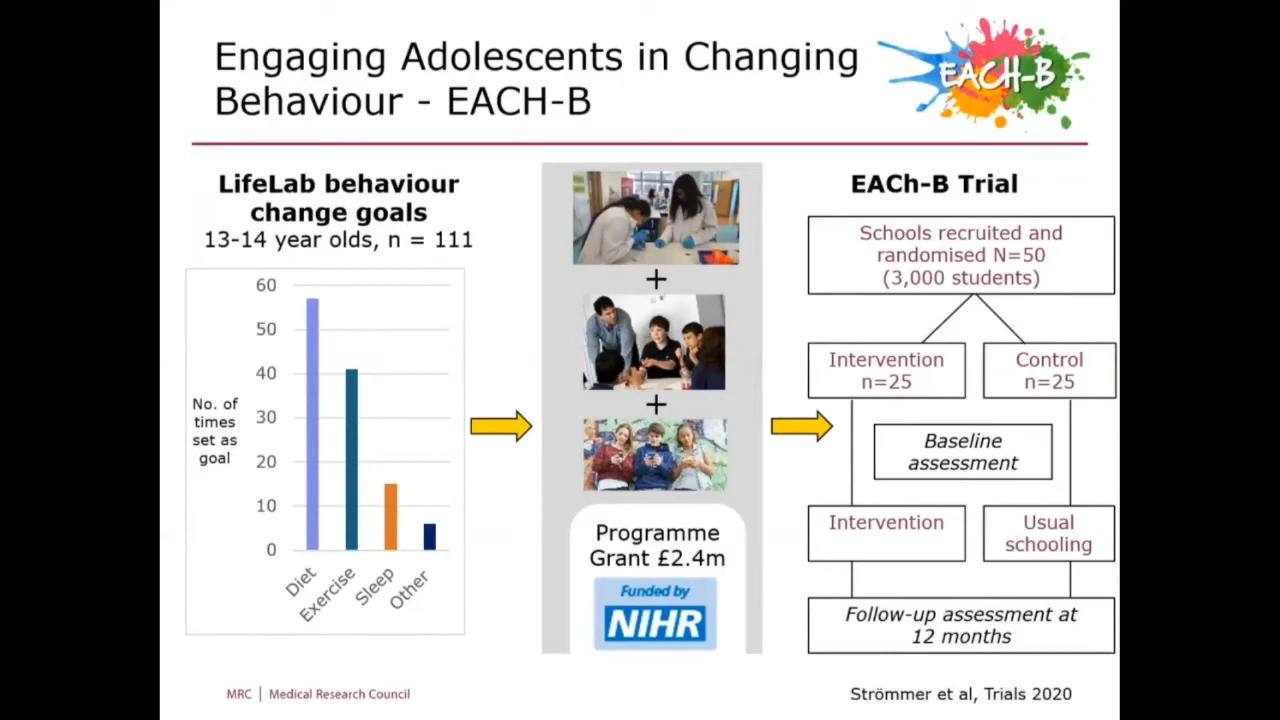 Engaging Adolescents in Changing
Behaviour - EACH-B
EACH-B
LifeLab behaviour
change goals
13-14 year olds, n = 111
60
50
40
30
20
10
0
No. of
times
set as
goal
Diet
Exercise
Sleep
Other
+
+
Programme
Grant £2.4m
Funded by
NIHR
EACh-B Trial
Schools recruited and
randomised N=50
(3,000 students)
Intervention
n=25
Control
n=25
Baseline
assessment
Intervention
Usual
schooling
Follow-up assessment at
12 months
MRC | Medical Research Council
Strömmer et al, Trials 2020